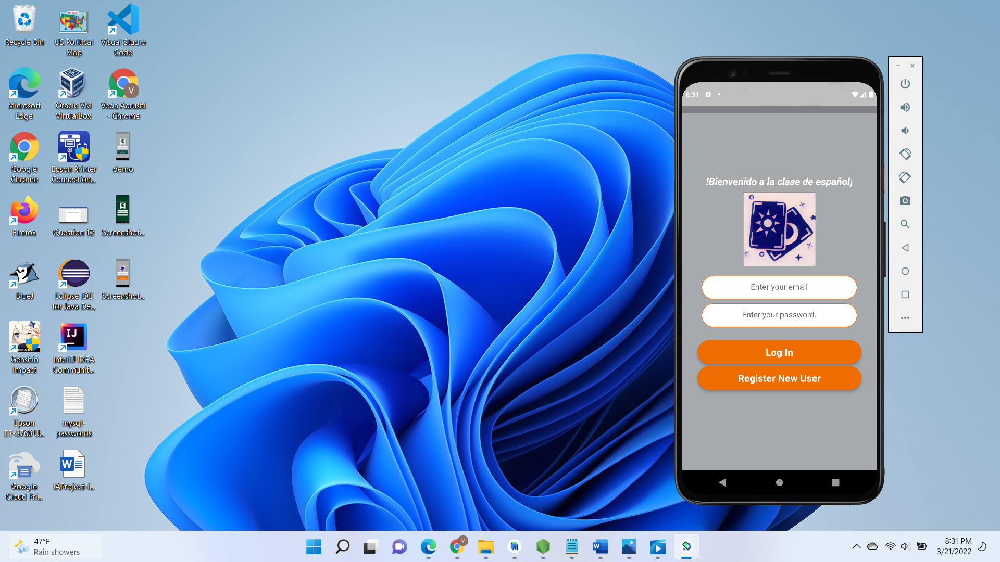 Recycle Bin
US Political
Map
Visual Studio
Code
Microsoft
Edge
Oracle VM
VirtualBox
V
Veda Aarushi
- Chrome
Google
Chrome
Epson Printer
Connection...
demo
Firefox
Question 12
Screenshot...
BlueJ
Eclipse IDE
for Java De...
Screenshot...
Genshin
Impact
IJ
IntelliJ IDEA
Communit...
Epson
ET-3760 U...
mysql-
passwords
Google
Cloud Pri...
W
IAProject-i...
8:31
!Bienvenido a la clase de español¡
Enter your email
Enter your password.
Log In
Register New User
47°F
Rain showers
V
W
8:31 PM
3/21/2022